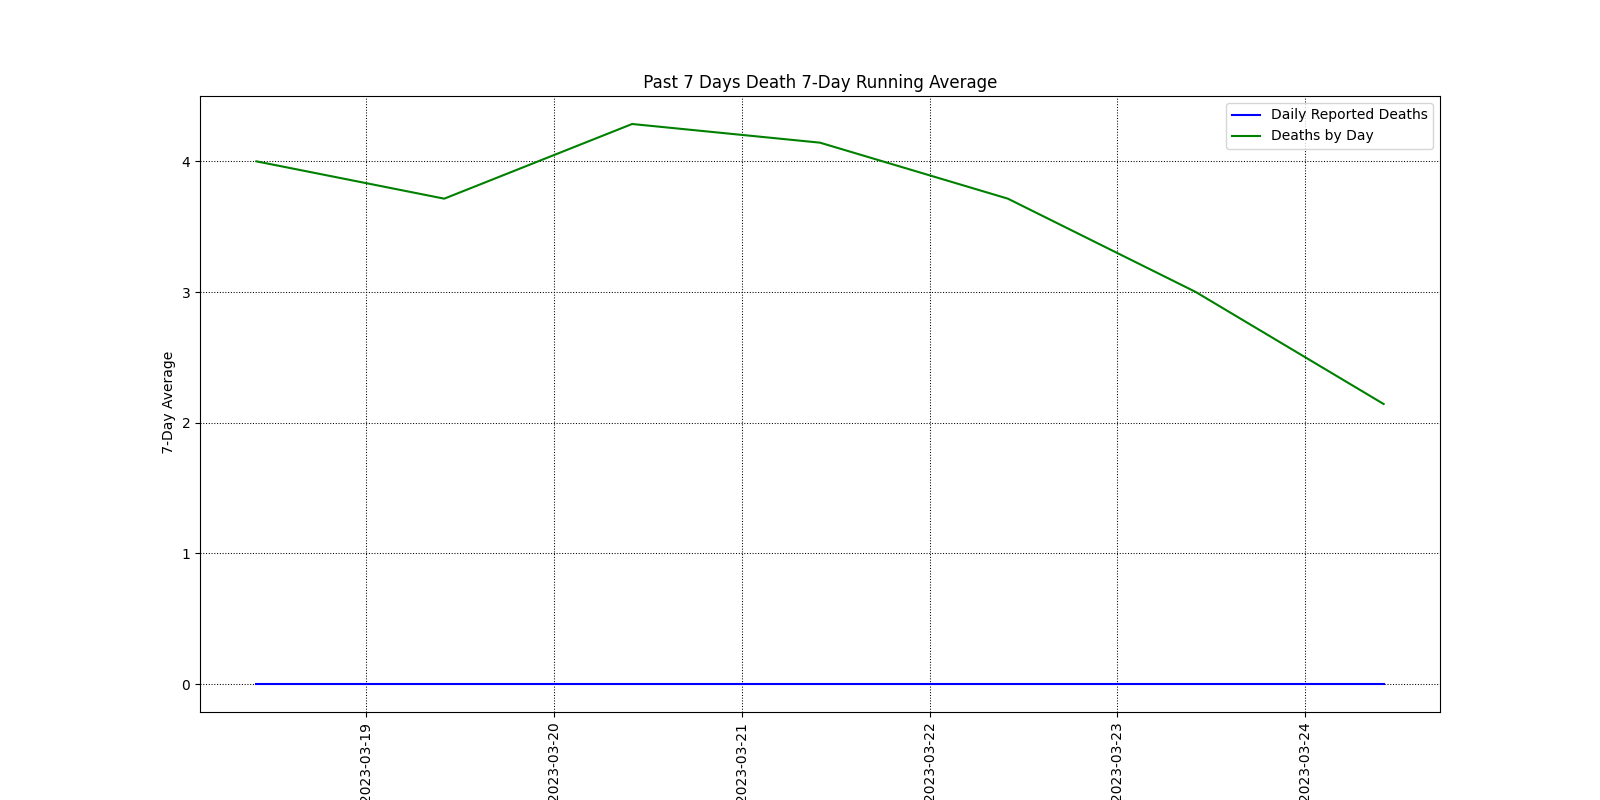 Past 7 Days Death 7-Day Running Average
Daily Reported Deaths
Deaths by Day
7-Day Average
4
3
2
1
0
2023-03-19
2023-03-20
2023-03-21
2023-03-22
2023-03-23
2023-03-24